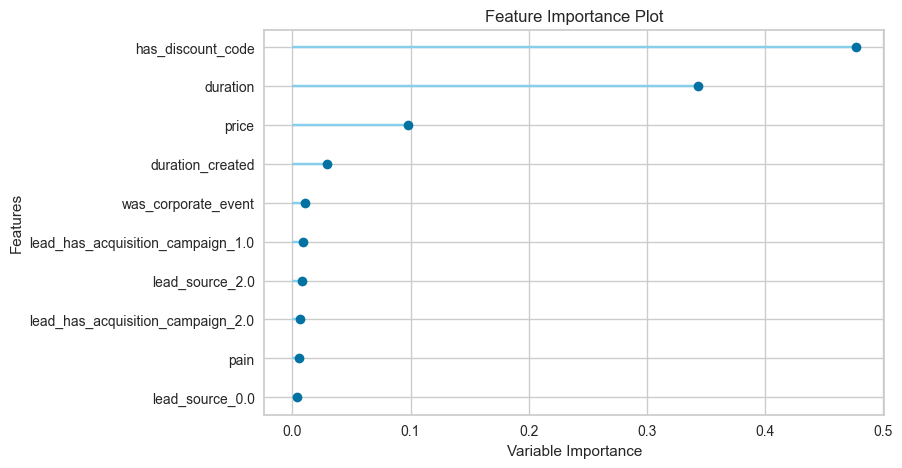 Feature Importance Plot
Features
has_discount_code
duration
price
duration_created
was_corporate_event
lead_has_acquisition_campaign_1.0
lead_source_2.0
lead_has_acquisition_campaign_2.0
pain
lead_source_0.0
0.0 0.1 0.2 0.3 0.4 0.5
Variable Importance